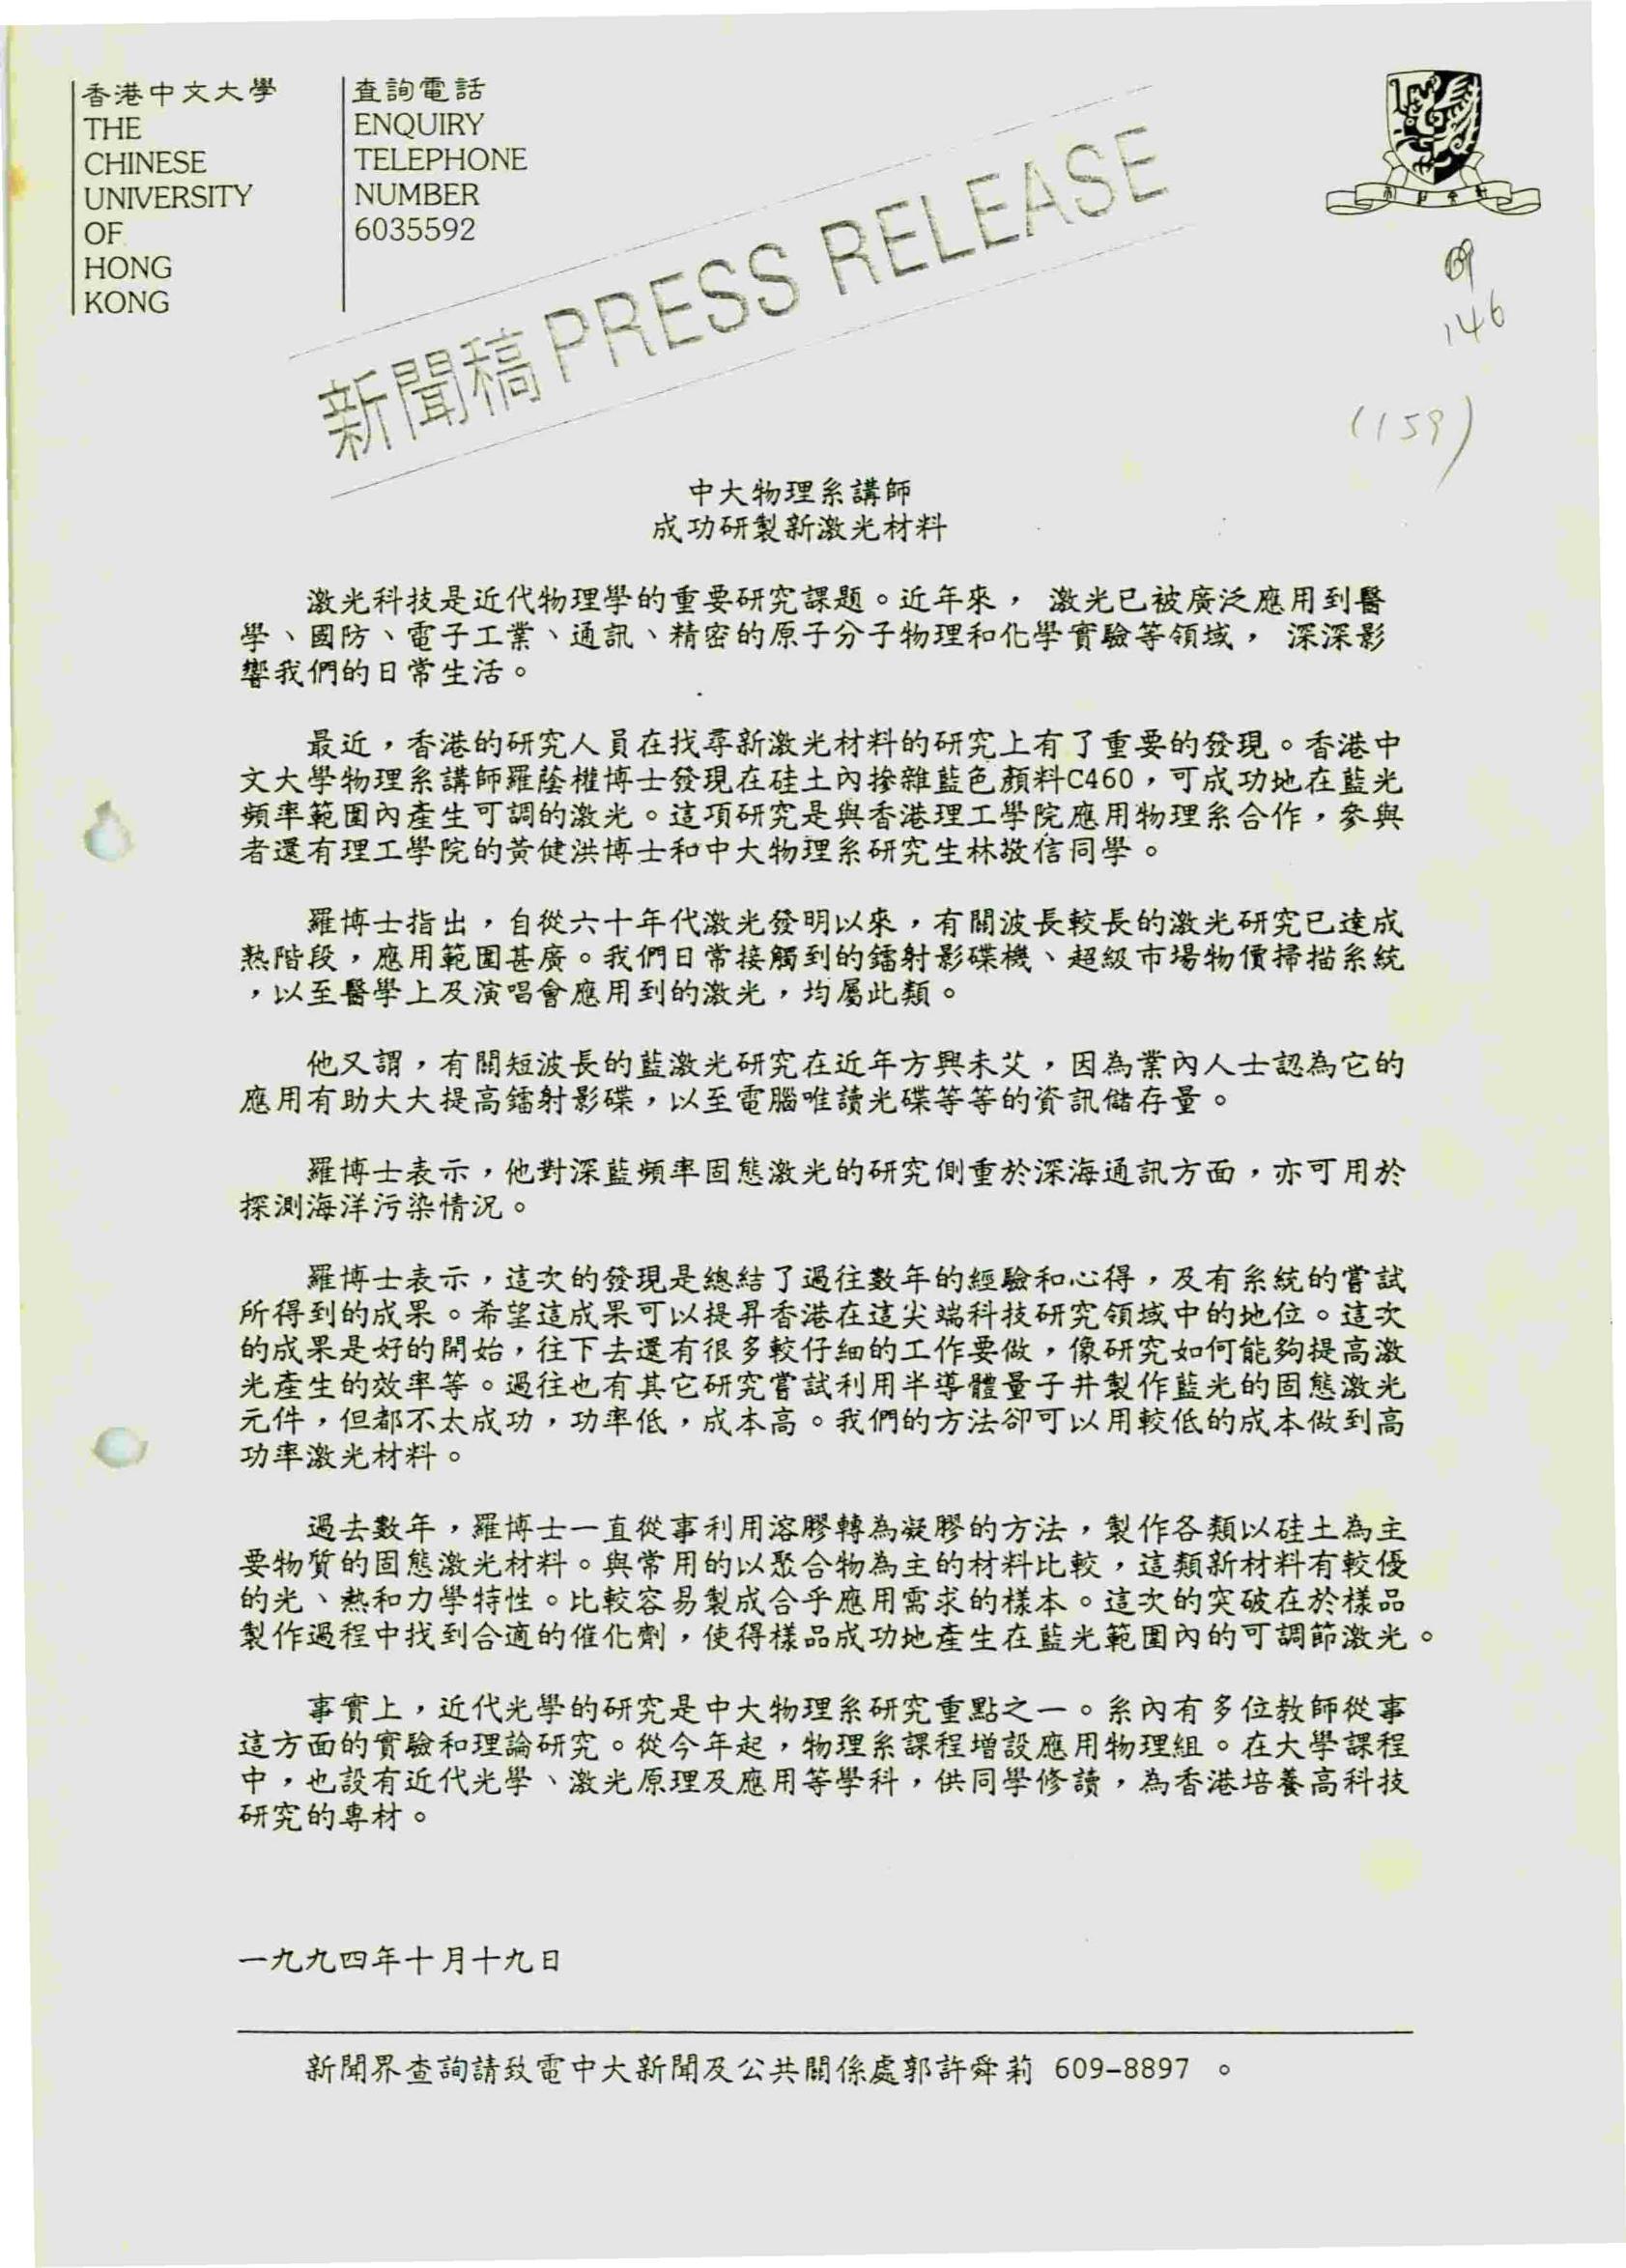 香港中文大學
THE
CHINESE
UNIVERSITY
OF
HONG
KONG
查詢電話
ENQUIRY
TELEPHONE
NUMBER
6035592
新聞稿 PRESS RELEASE
146
(159)
中大物理系講師
成功研製新激光材料
激光科技是近代物理學的重要研究課題。近年來， 激光已被廣泛應用到醫
學、國防、電子工業、通訊、精密的原子分子物理和化學實驗等領域， 深深影
響我們的日常生活。
最近，香港的研究人員在找尋新激光材料的研究上有了重要的發現。香港中
文大學物理系講師羅蔭權博士發現在硅土內摻雜藍色顏料C460，可成功地在藍光
頻率範圍內產生可調的激光。這項研究是與香港理工學院應用物理系合作，參與
者還有理工學院的黃健洪博士和中大物理系研究生林敬信同學。
羅博士指出，自從六十年代激光發明以來，有關波長較長的激光研究已達成
熟階段，應用範圍甚廣。我們日常接觸到的鐳射影碟機、超級市場物價掃描系統
，以至醫學上及演唱會應用到的激光，均屬此類。
他又謂，有關短波長的藍激光研究在近年方興未艾，因為業內人士認為它的
應用有助大大提高鐳射影碟，以至電腦唯讀光碟等等的資訊儲存量。
羅博士表示，他對深藍頻率固態激光的研究側重於深海通訊方面，亦可用於
探測海洋污染情況。
羅博士表示，這次的發現是總結了過往數年的經驗和心得，及有系統的嘗試
所得到的成果。希望這成果可以提昇香港在這尖端科技研究領域中的地位。這次
的成果是好的開始，往下去還有很多較仔細的工作要做，像研究如何能夠提高激
光產生的效率等。過往也有其它研究嘗試利用半導體量子井製作藍光的固態激光
元件，但都不太成功，功率低，成本高。我們的方法卻可以用較低的成本做到高
功率激光材料。
過去數年，羅博士一直從事利用溶膠轉為凝膠的方法，製作各類以硅土為主
要物質的固態激光材料。與常用的以聚合物為主的材料比較，這類新材料有較優
的光、熱和力學特性。比較容易製成合乎應用需求的樣本。這次的突破在於樣品
製作過程中找到合適的催化劑，使得樣品成功地產生在藍光範圍內的可調節激光。
事實上，近代光學的研究是中大物理系研究重點之一。系內有多位教師從事
這方面的實驗和理論研究。從今年起，物理系課程增設應用物理組。在大學課程
中，也設有近代光學、激光原理及應用等學科，供同學修讀，為香港培養高科技
研究的專材。
一九九四年十月十九日
新聞界查詢請致電中大新聞及公共關係處郭許舜莉 609-8897 。